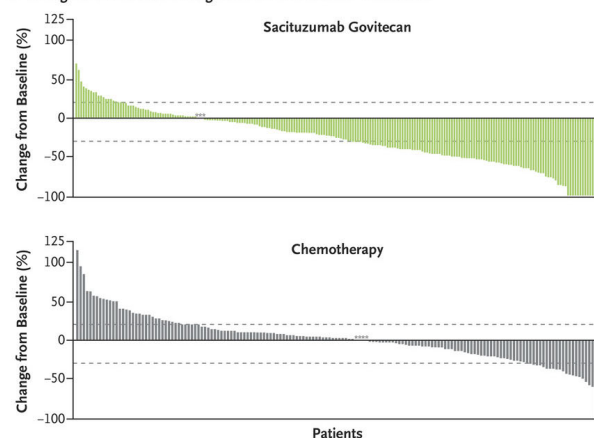 Sacituzumab Govitecan
Change from Baseline (%)
125
100
50
0
−50
−100
***
Chemotherapy
Change from Baseline (%)
125
100
50
0
−50
−100
****
Patients